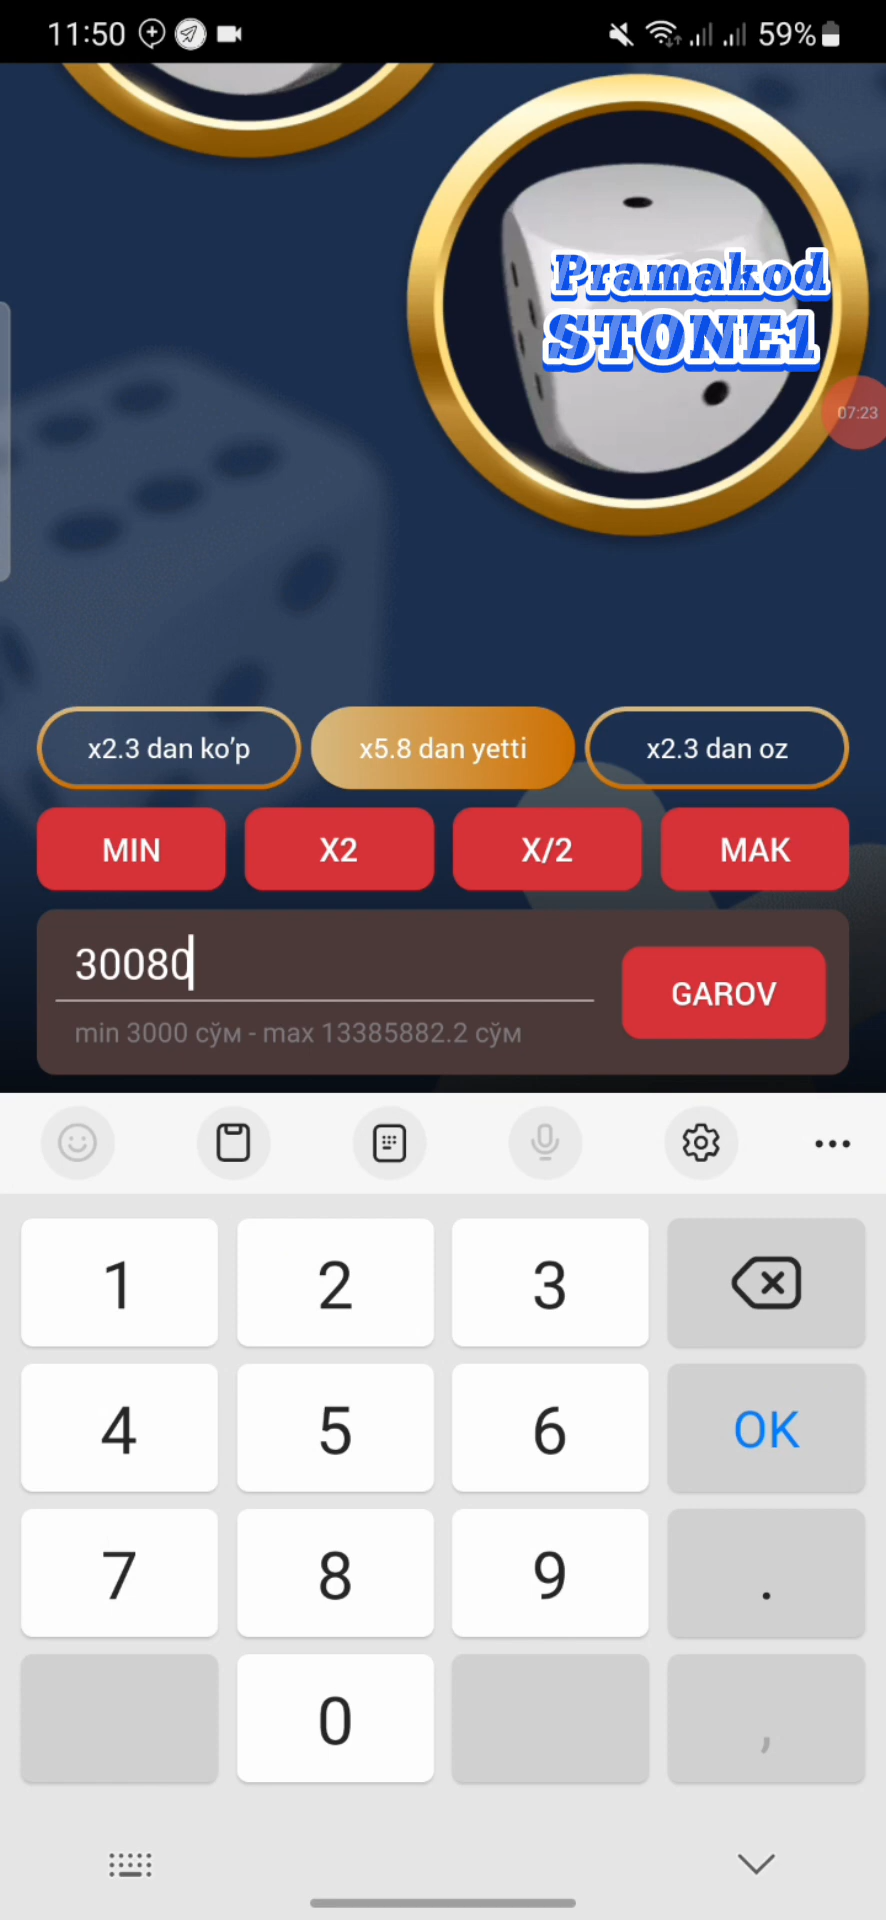 11:50
59%
Pramakod
STONE1
07:23
x2.3 dan ko’p
x5.8 dan yetti
x2.3 dan oz
MIN
X2
X/2
MAK
30080
GAROV
min 3000 сўм - max 13385882.2 сўм
1
2
3
4
5
6
OK
7
8
9
.
0
,